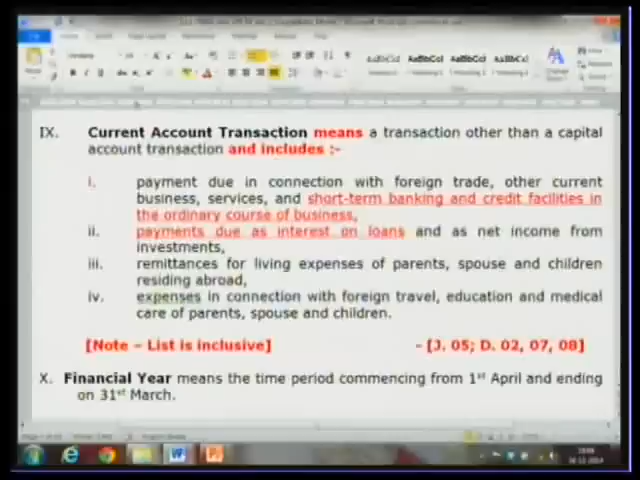 IX. Current Account Transaction means a transaction other than a capital
account transaction and includes :-
i. payment due in connection with foreign trade, other current
business, services, and short-term banking and credit facilities in
the ordinary course of business,
ii. payments due as interest on loans and as net income from
investments,
iii. remittances for living expenses of parents, spouse and children
residing abroad,
iv. expenses in connection with foreign travel, education and medical
care of parents, spouse and children.
[Note – List is inclusive] - [J. 05; D. 02, 07, 08]
X. Financial Year means the time period commencing from 1st April and ending
on 31st March.